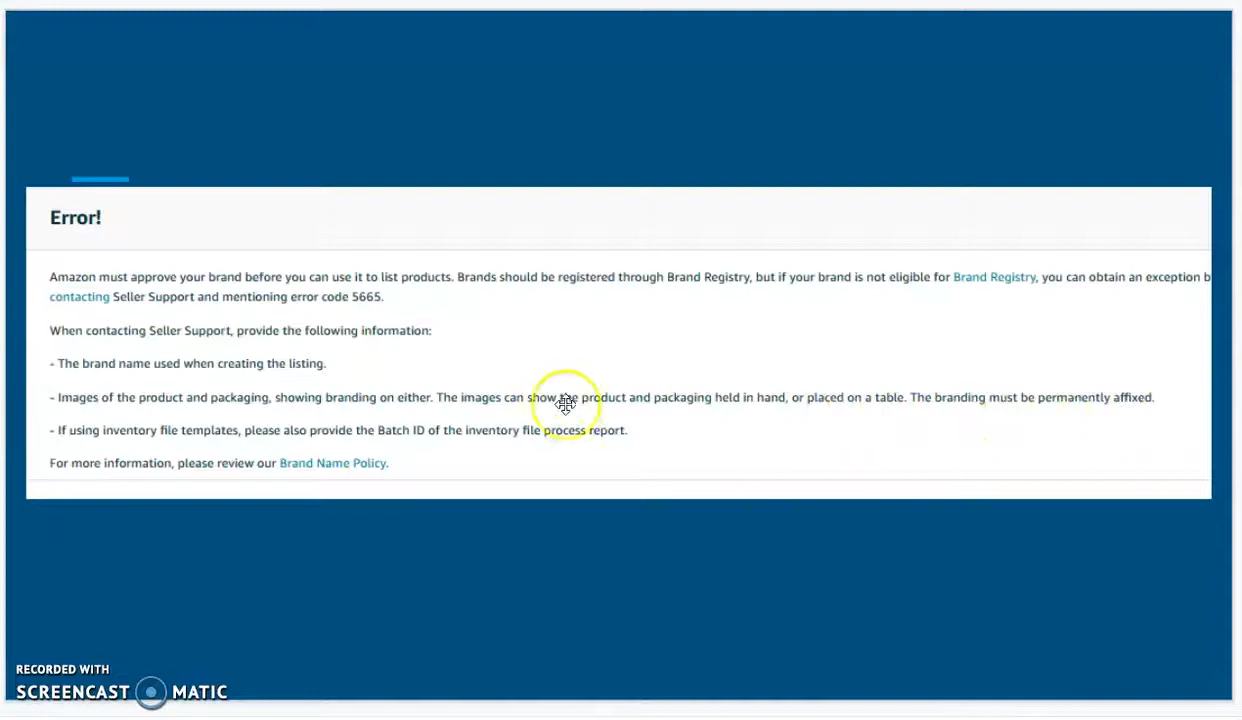 Error!
Amazon must approve your brand before you can use it to list products. Brands should be registered through Brand Registry, but if your brand is not eligible for Brand Registry, you can obtain an exception b
contacting Seller Support and mentioning error code 5665.
When contacting Seller Support, provide the following information:
- The brand name used when creating the listing.
- Images of the product and packaging, showing branding on either. The images can show the product and packaging held in hand, or placed on a table. The branding must be permanently affixed.
- If using inventory file templates, please also provide the Batch ID of the inventory file process report.
For more information, please review our Brand Name Policy.
RECORDED WITH
SCREENCAST MATIC